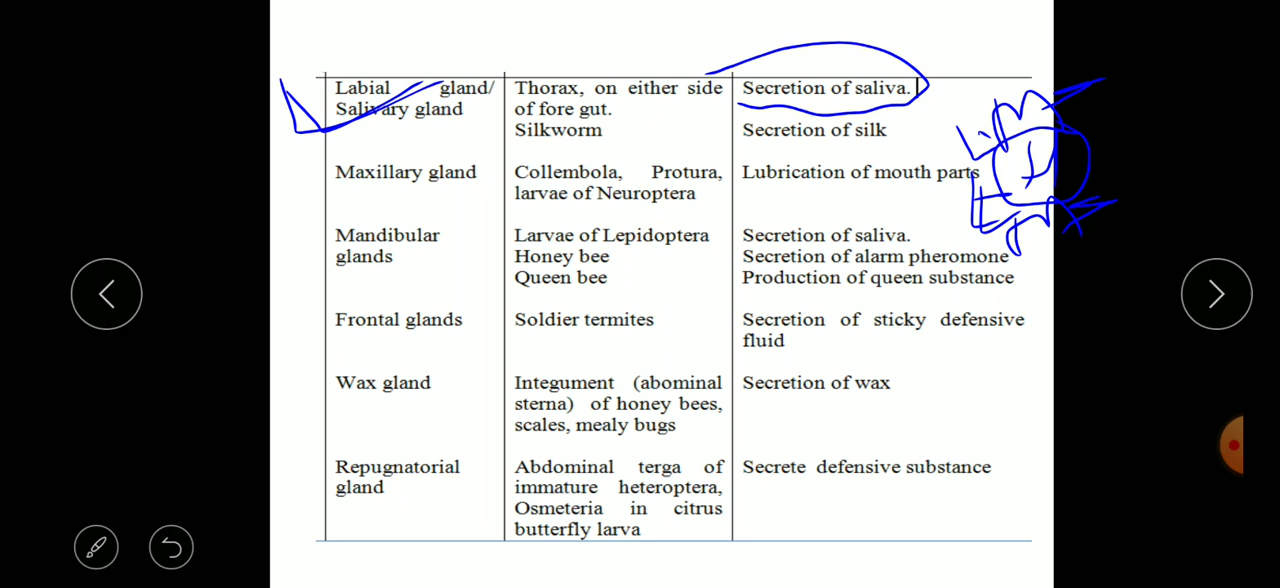 Labial gland/ Thorax, on either side Secretion of saliva.
Salivary gland of fore gut.
Silkworm Secretion of silk
Maxillary gland Collembola, Protura, Lubrication of mouth parts
larvae of Neuroptera
Mandibular Larvae of Lepidoptera Secretion of saliva.
glands Honey bee Secretion of alarm pheromone
Queen bee Production of queen substance
Frontal glands Soldier termites Secretion of sticky defensive
fluid
Wax gland Integument (abominal Secretion of wax
sterna) of honey bees,
scales, mealy bugs
Repugnatorial Abdominal terga of Secrete defensive substance
gland immature heteroptera,
Osmeteria in citrus
butterfly larva